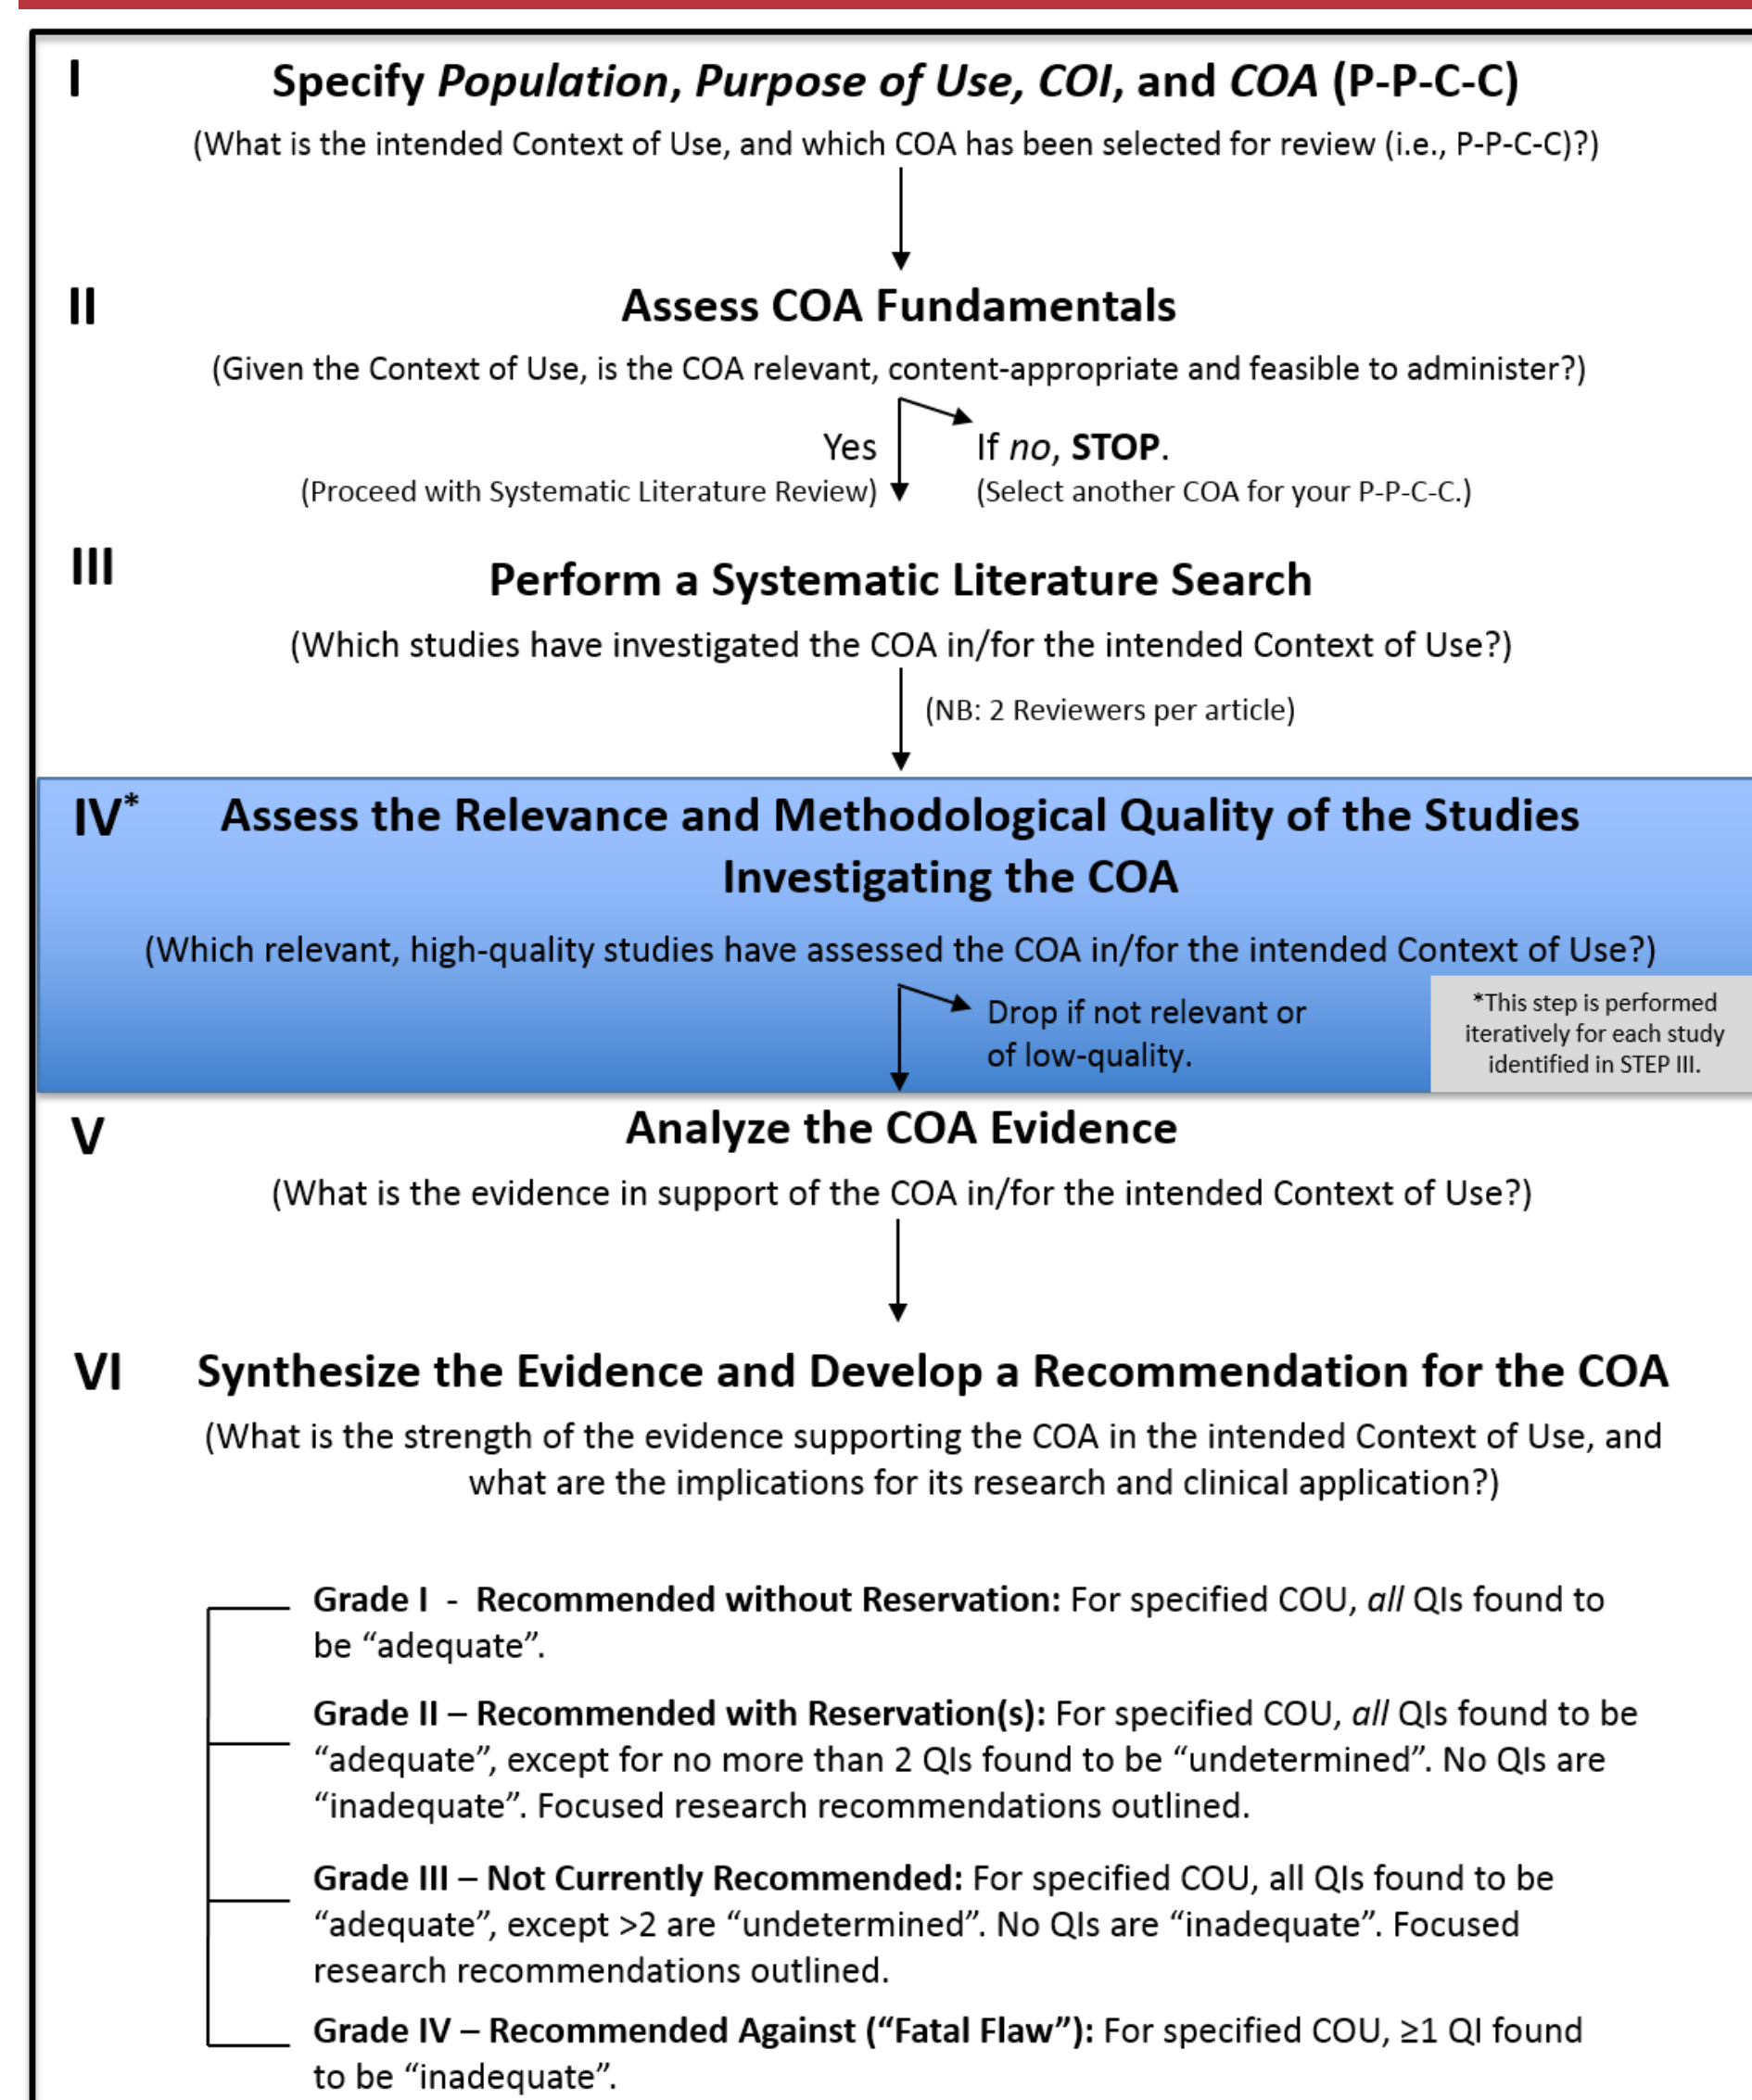 I
Specify Population, Purpose of Use, COI, and COA (P-P-C-C)
(What is the intended Context of Use, and which COA has been selected for review (i.e., P-P-C-C)?)
II
Assess COA Fundamentals
(Given the Context of Use, is the COA relevant, content-appropriate and feasible to administer?)
Yes
(Proceed with Systematic Literature Review)
If no, STOP.
(Select another COA for your P-P-C-C.)
III
Perform a Systematic Literature Search
(Which studies have investigated the COA in/for the intended Context of Use?)
(NB: 2 Reviewers per article)
IV*
Assess the Relevance and Methodological Quality of the Studies
Investigating the COA
(Which relevant, high-quality studies have assessed the COA in/for the intended Context of Use?)
Drop if not relevant or
of low-quality.
*This step is performed
iteratively for each study
identified in STEP III.
V
Analyze the COA Evidence
(What is the evidence in support of the COA in/for the intended Context of Use?)
VI
Synthesize the Evidence and Develop a Recommendation for the COA
(What is the strength of the evidence supporting the COA in the intended Context of Use, and
what are the implications for its research and clinical application?)
Grade I - Recommended without Reservation: For specified COU, all QIs found to
be “adequate”.
Grade II – Recommended with Reservation(s): For specified COU, all QIs found to be
“adequate”, except for no more than 2 QIs found to be “undetermined”. No QIs are
“inadequate”. Focused research recommendations outlined.
Grade III – Not Currently Recommended: For specified COU, all QIs found to be
“adequate”, except >2 are “undetermined”. No QIs are “inadequate”. Focused
research recommendations outlined.
Grade IV – Recommended Against (“Fatal Flaw”): For specified COU, ≥1 QI found
to be “inadequate”.